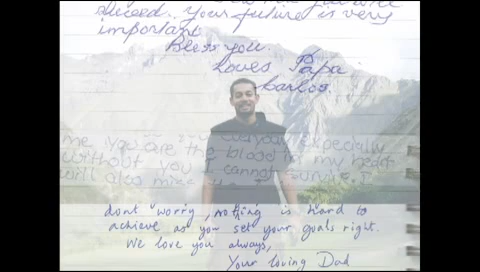 succeed.. Your future is very
important.
Bless you.
Loves Papa
Carlos.
me you are the blood in my heart
without you I cannot survive. I
will also miss
dont worry, nothing is hard to
achieve as you set your goals right.
We love you always,
Your loving Dad